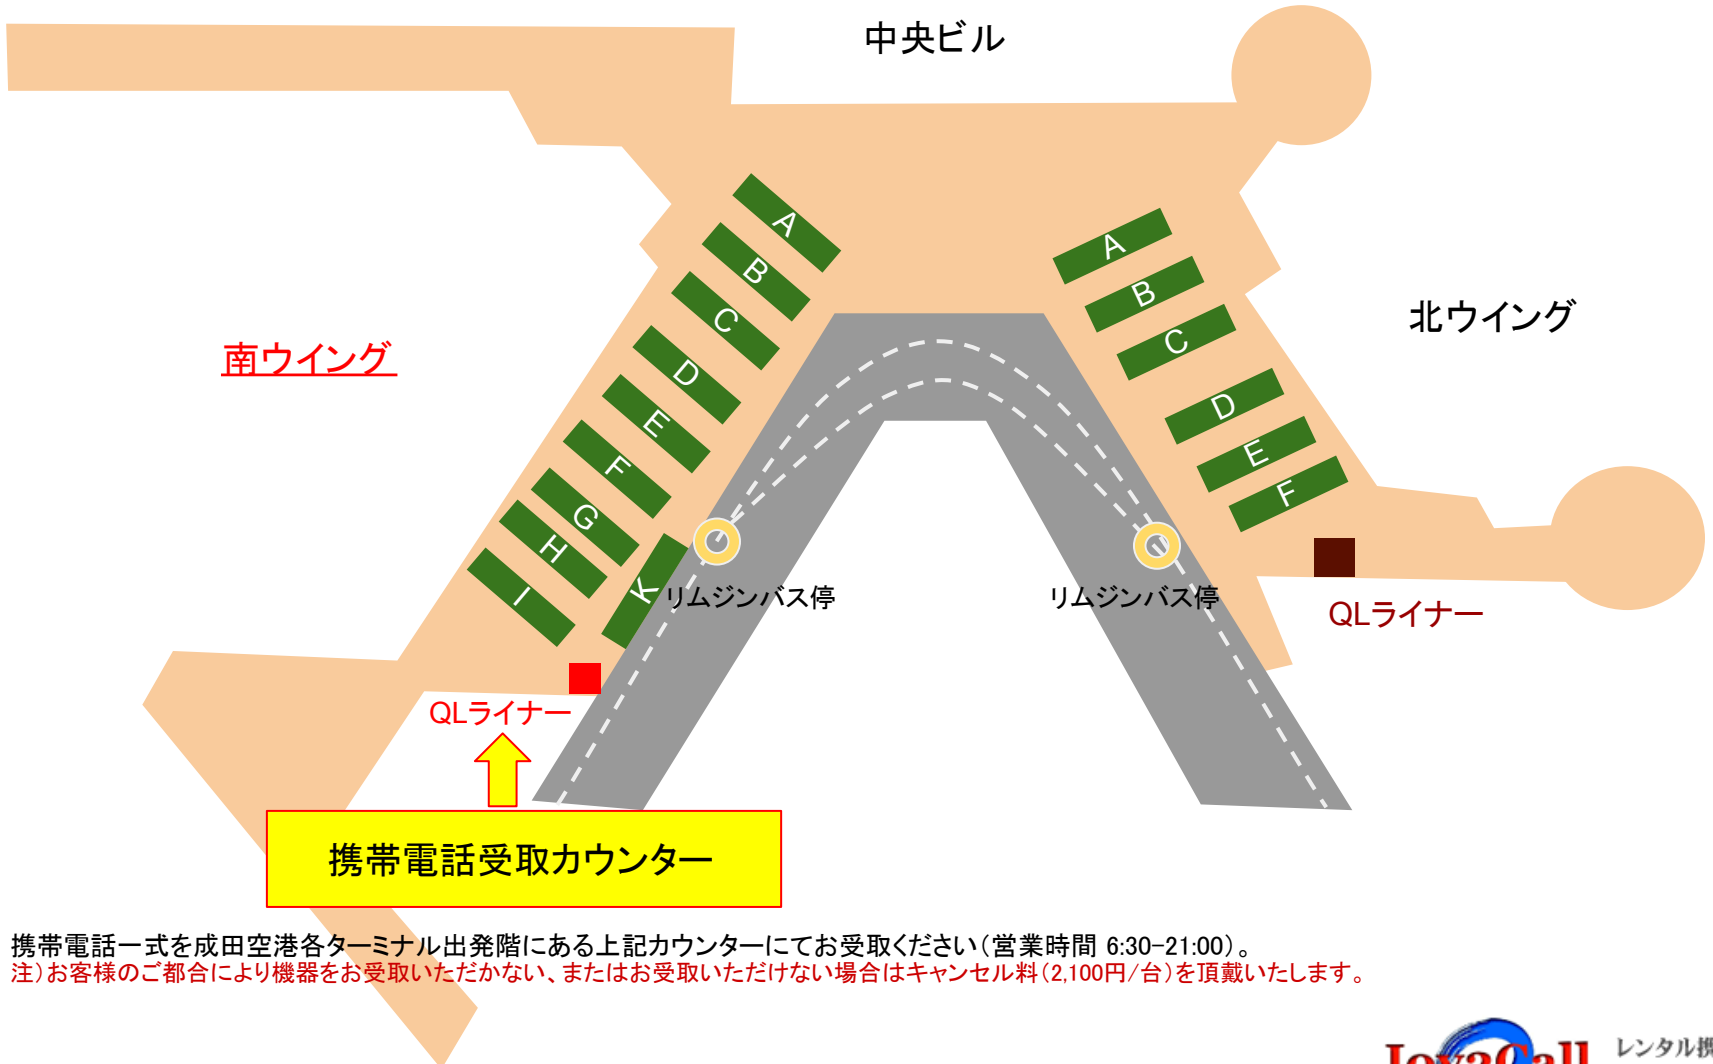 中央ビル
南ウイング
北ウイング
A
B
C
D
E
F
G
H
I
K
A
B
C
D
E
F
リムジンバス停
リムジンバス停
QLライナー
QLライナー
携帯電話受取カウンター
携帯電話一式を成田空港各ターミナル出発階にある上記カウンターにてお受取ください（営業時間 6:30-21:00）。
注）お客様のご都合により機器をお受取いただかない、またはお受取いただけない場合はキャンセル料（2,100円/台）を頂戴いたします。
レンタル携